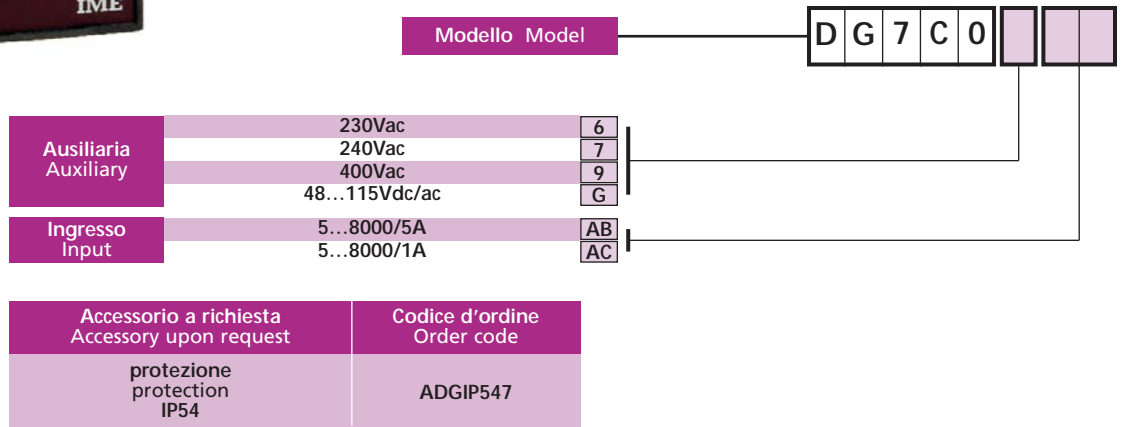 IME
Modello Model
D G 7 C 0
Ausiliaria
Auxiliary
230Vac 6
240Vac 7
400Vac 9
48…115Vdc/ac G
Ingresso
Input
5…8000/5A AB
5…8000/1A AC
Accessorio a richiesta
Accessory upon request
Codice d’ordine
Order code
protezione
protection
IP54
ADGIP547